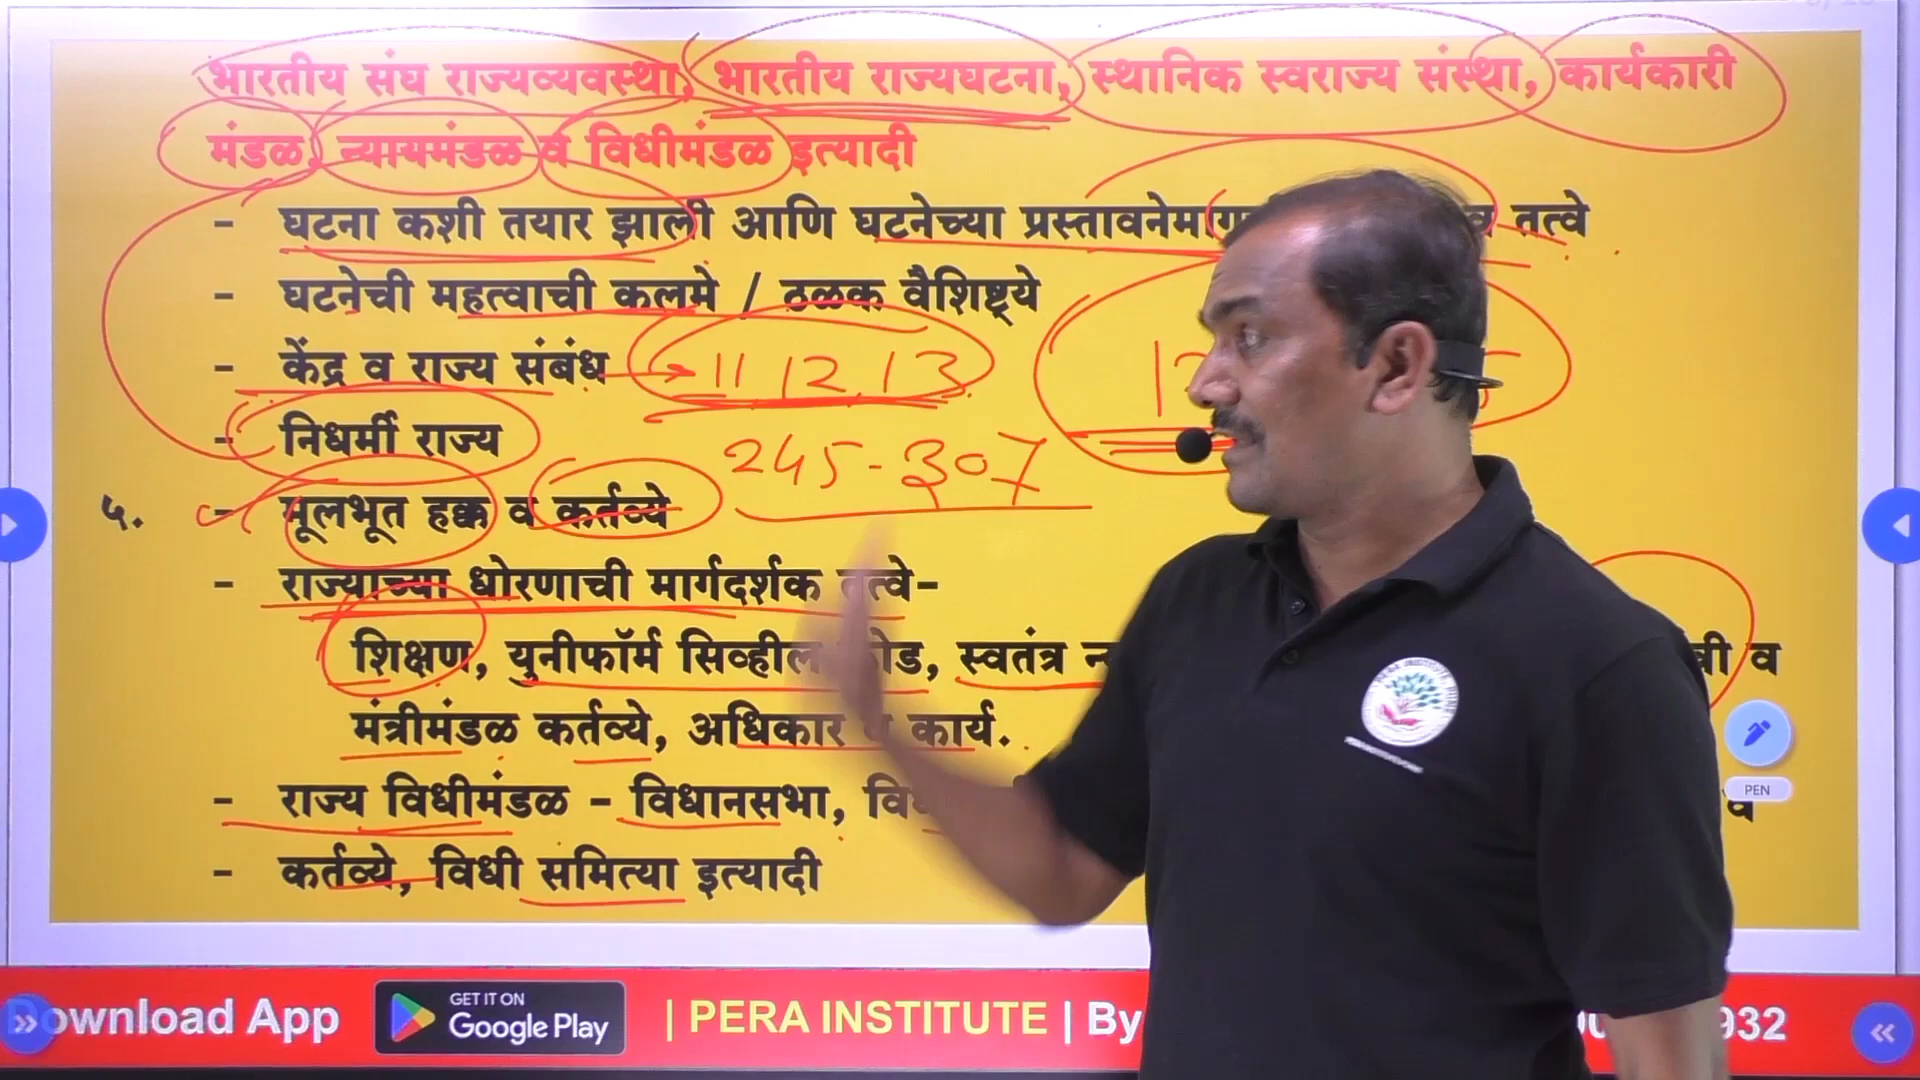 भारतीय संघ राज्यव्यवस्था, भारतीय राज्यघटना, स्थानिक स्वराज्य संस्था, कार्यकारी
मंडळ, न्यायमंडळ व विधीमंडळ इत्यादी
- घटना कशी तयार झाली आणि घटनेच्या प्रस्तावनेमाग व तत्वे
- घटनेची महत्वाची कलमे / ठळक वैशिष्ट्ये
- केंद्र व राज्य संबंध → 11 12, 13
- निधर्मी राज्य
245-307
५. - मूलभूत हक्क व कर्तव्ये
- राज्याच्या धोरणाची मार्गदर्शक तत्वे-
शिक्षण, युनीफॉर्म सिव्हील कोड, स्वतंत्र व
मंत्रीमंडळ कर्तव्ये, अधिकार व कार्य.
- राज्य विधीमंडळ - विधानसभा, व
- कर्तव्ये, विधी समित्या इत्यादी
PEN
Download App GET IT ON Google Play | PERA INSTITUTE | By 932